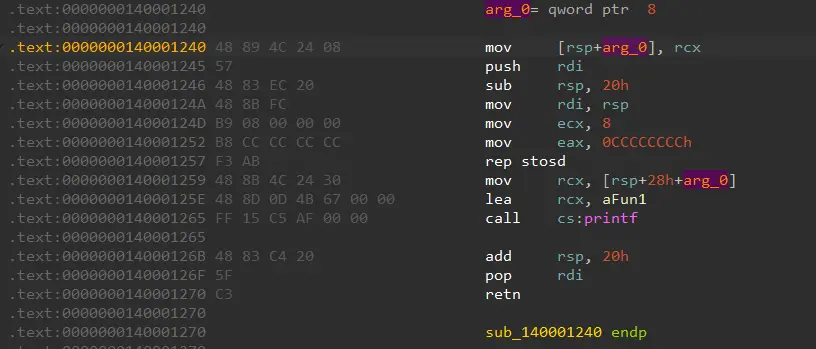 .text:0000000140001240 arg_0= qword ptr 8
.text:0000000140001240
.text:0000000140001240 48 89 4C 24 08 mov [rsp+arg_0], rcx
.text:0000000140001245 57 push rdi
.text:0000000140001246 48 83 EC 20 sub rsp, 20h
.text:000000014000124A 48 8B FC mov rdi, rsp
.text:000000014000124D B9 08 00 00 00 mov ecx, 8
.text:0000000140001252 B8 CC CC CC CC mov eax, 0CCCCCCCCh
.text:0000000140001257 F3 AB rep stosd
.text:0000000140001259 48 8B 4C 24 30 mov rcx, [rsp+28h+arg_0]
.text:000000014000125E 48 8D 0D 4B 67 00 00 lea rcx, aFun1
.text:0000000140001265 FF 15 C5 AF 00 00 call cs:printf
.text:0000000140001265
.text:000000014000126B 48 83 C4 20 add rsp, 20h
.text:000000014000126F 5F pop rdi
.text:0000000140001270 C3 retn
.text:0000000140001270
.text:0000000140001270 sub_140001240 endp
.text:0000000140001270